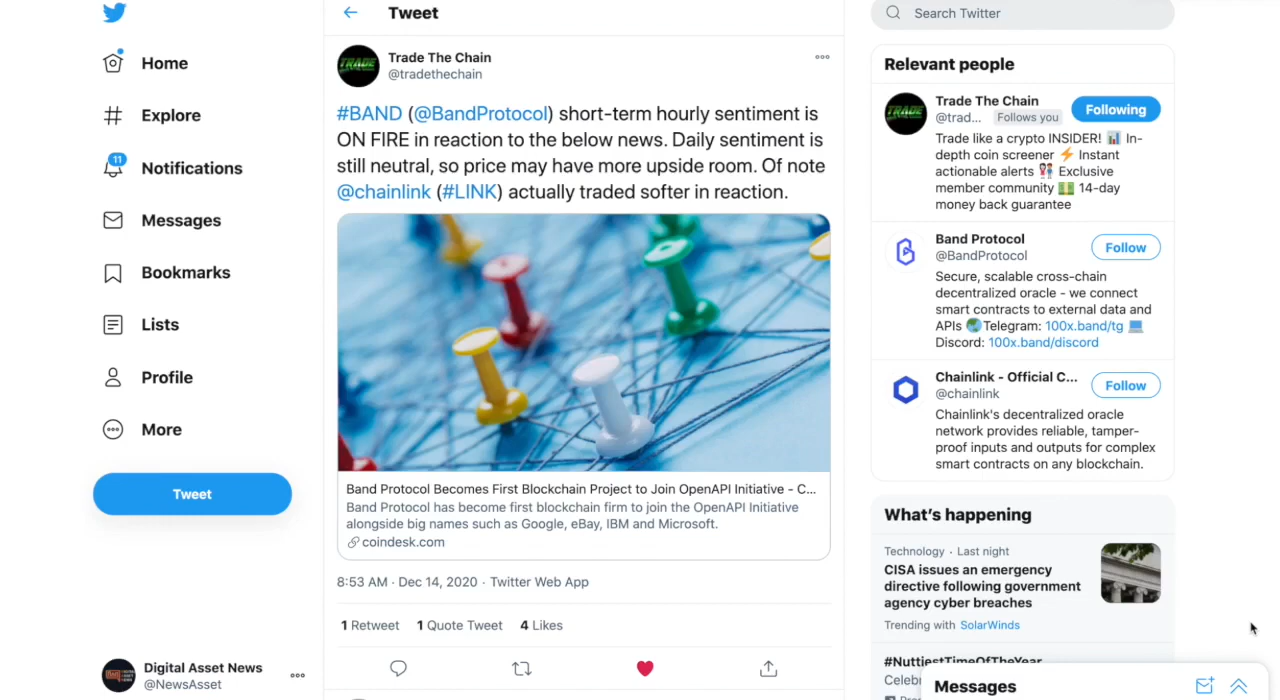 Home
Explore
11
Notifications
Messages
Bookmarks
Lists
Profile
More
Tweet
Digital Asset News
@NewsAsset
Tweet
TRADE
Trade The Chain
@tradethechain
#BAND (@BandProtocol) short-term hourly sentiment is
ON FIRE in reaction to the below news. Daily sentiment is
still neutral, so price may have more upside room. Of note
@chainlink (#LINK) actually traded softer in reaction.
Band Protocol Becomes First Blockchain Project to Join OpenAPI Initiative - C...
Band Protocol has become first blockchain firm to join the OpenAPI Initiative
alongside big names such as Google, eBay, IBM and Microsoft.
coindesk.com
8:53 AM · Dec 14, 2020 · Twitter Web App
1 Retweet 1 Quote Tweet 4 Likes
Search Twitter
Relevant people
TRADE
Trade The Chain
@trad... Follows you
Following
Trade like a crypto INSIDER! 📊 In-
depth coin screener ⚡ Instant
actionable alerts 👫 Exclusive
member community 💵 14-day
money back guarantee
Band Protocol
@BandProtocol
Follow
Secure, scalable cross-chain
decentralized oracle - we connect
smart contracts to external data and
APIs 🌏Telegram: 100x.band/tg 💻
Discord: 100x.band/discord
Chainlink - Official C...
@chainlink
Follow
Chainlink's decentralized oracle
network provides reliable, tamper-
proof inputs and outputs for complex
smart contracts on any blockchain.
What's happening
Technology · Last night
CISA issues an emergency
directive following government
agency cyber breaches
Trending with SolarWinds
#NuttiestTimeOfTheYear
Messages